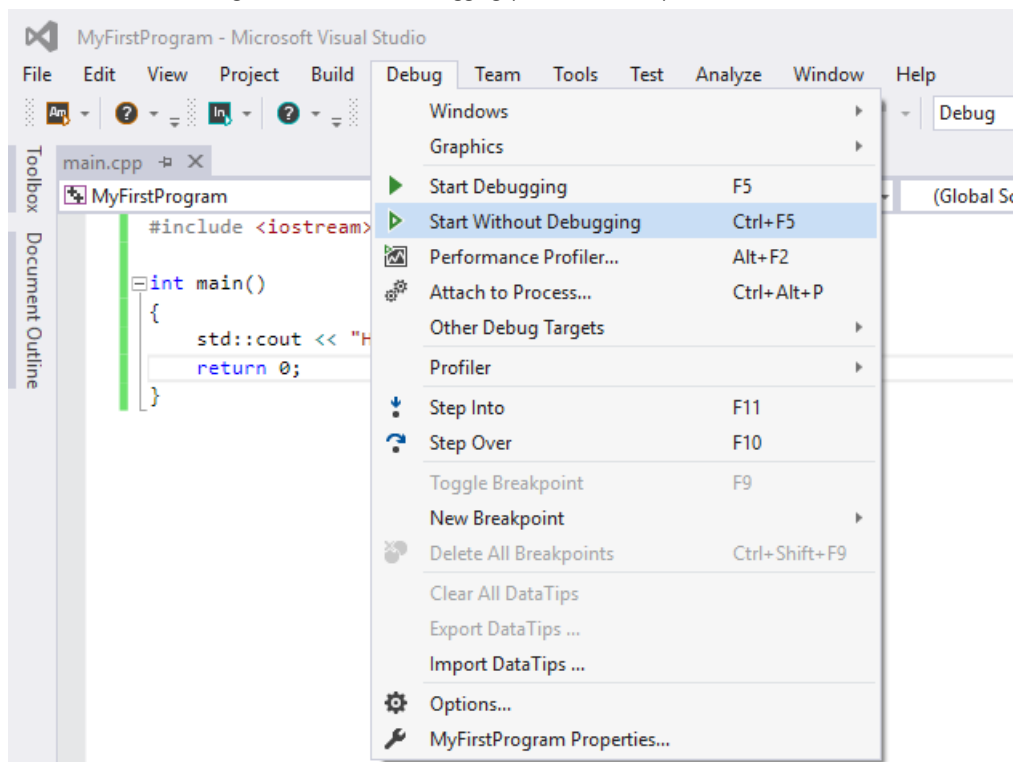 MyFirstProgram - Microsoft Visual Studio
File Edit View Project Build Debug Team Tools Test Analyze Window Help
Am In Debug
Toolbox
Document Outline
main.cpp
MyFirstProgram
(Global
#include <iostream>
int main()
{
std::cout << "H
return 0;
}
Windows
Graphics
Start Debugging F5
Start Without Debugging Ctrl+F5
Performance Profiler... Alt+F2
Attach to Process... Ctrl+Alt+P
Other Debug Targets
Profiler
Step Into F11
Step Over F10
Toggle Breakpoint F9
New Breakpoint
Delete All Breakpoints Ctrl+Shift+F9
Clear All DataTips
Export DataTips ...
Import DataTips ...
Options...
MyFirstProgram Properties...